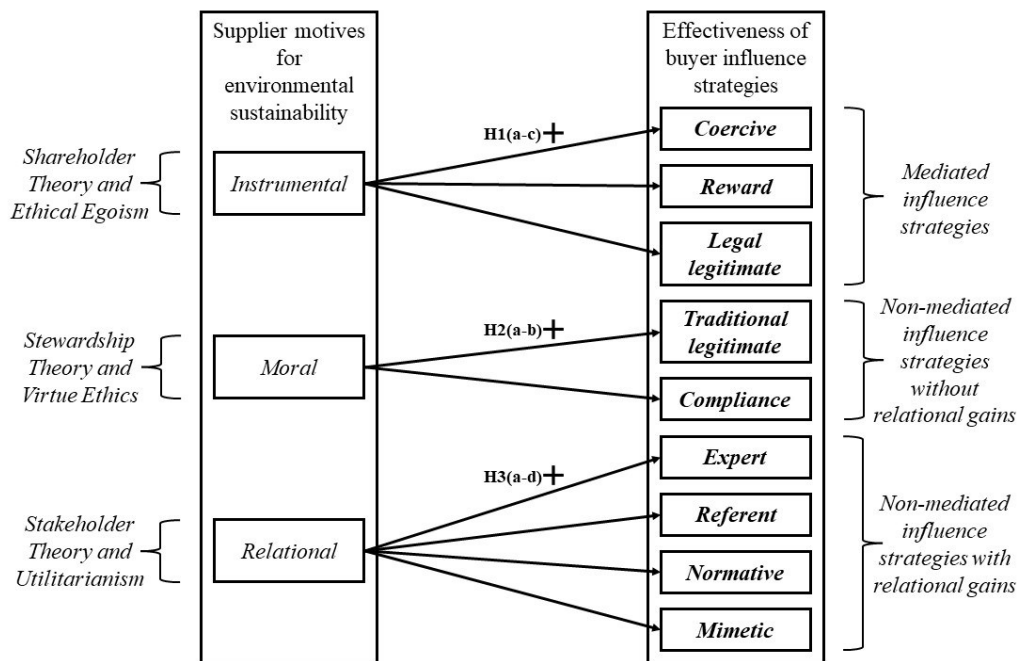 Supplier motives
for
environmental
sustainability
Effectiveness of
buyer influence
strategies
Shareholder
Theory and
Ethical Egoism
Instrumental
H1(a-c)+
Coercive
Reward
Legal
legitimate
Mediated
influence
strategies
Stewardship
Theory and
Virtue Ethics
Moral
H2(a-b)+
Traditional
legitimate
Compliance
Non-mediated
influence
strategies
without
relational gains
Stakeholder
Theory and
Utilitarianism
Relational
H3(a-d)+
Expert
Referent
Normative
Mimetic
Non-mediated
influence
strategies with
relational gains